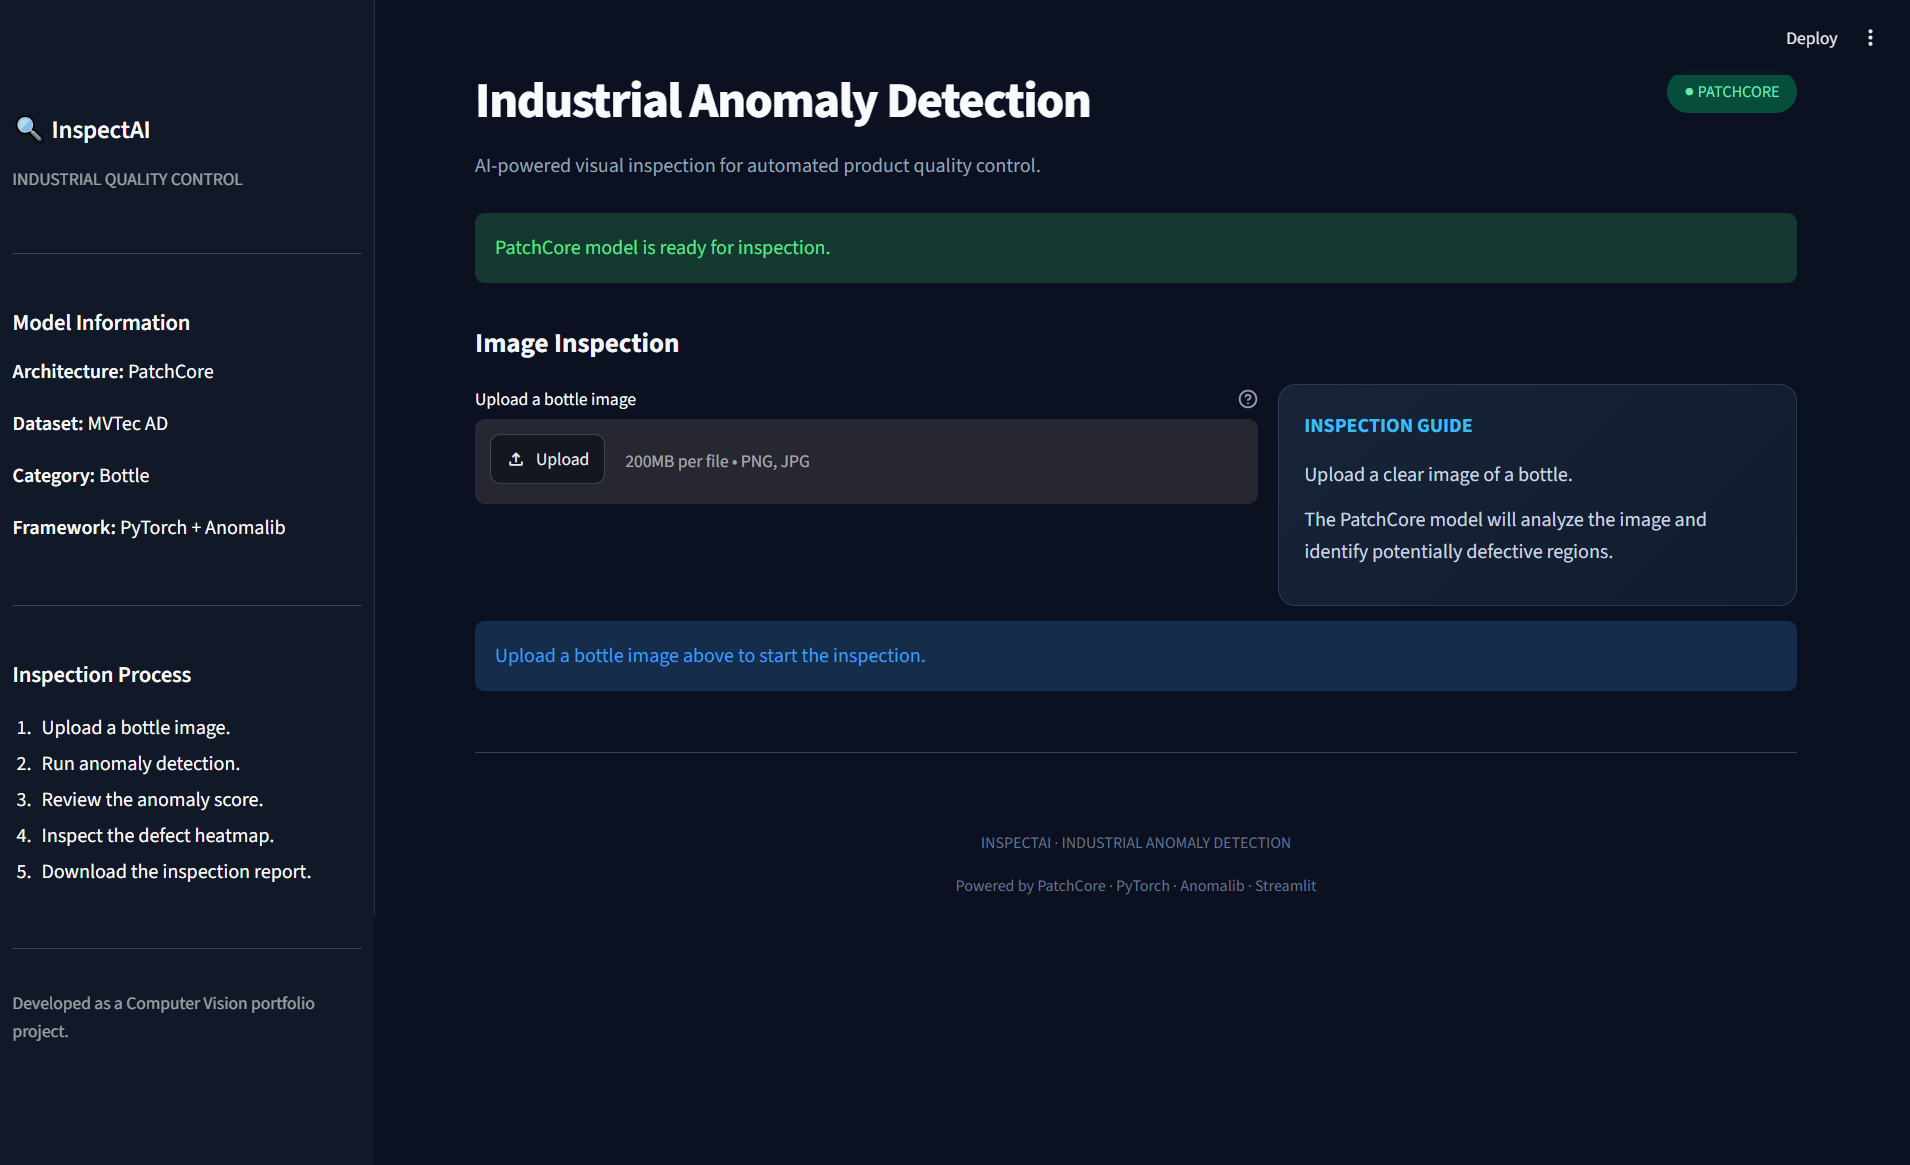 InspectAI
INDUSTRIAL QUALITY CONTROL
Model Information
Architecture: PatchCore
Dataset: MVTec AD
Category: Bottle
Framework: PyTorch + Anomalib
Inspection Process
1. Upload a bottle image.
2. Run anomaly detection.
3. Review the anomaly score.
4. Inspect the defect heatmap.
5. Download the inspection report.
Developed as a Computer Vision portfolio
project.
Deploy
Industrial Anomaly Detection
● PATCHCORE
AI-powered visual inspection for automated product quality control.
PatchCore model is ready for inspection.
Image Inspection
Upload a bottle image
Upload
200MB per file • PNG, JPG
INSPECTION GUIDE
Upload a clear image of a bottle.
The PatchCore model will analyze the image and
identify potentially defective regions.
Upload a bottle image above to start the inspection.
INSPECTAI · INDUSTRIAL ANOMALY DETECTION
Powered by PatchCore · PyTorch · Anomalib · Streamlit